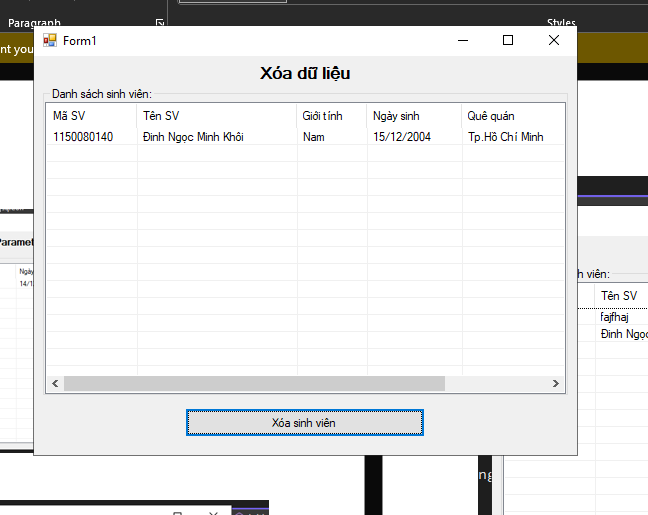 Paragraph
Styles
nt you
Form1
Xóa dữ liệu
Danh sách sinh viên:
Mã SV Tên SV Giới tính Ngày sinh Quê quán
1150080140 Đinh Ngọc Minh Khôi Nam 15/12/2004 Tp.Hồ Chí Minh
Paramet
Ngày
14/1
h viên:
Tên SV
fajfhaj
Đinh Ngọc
Xóa sinh viên
ng